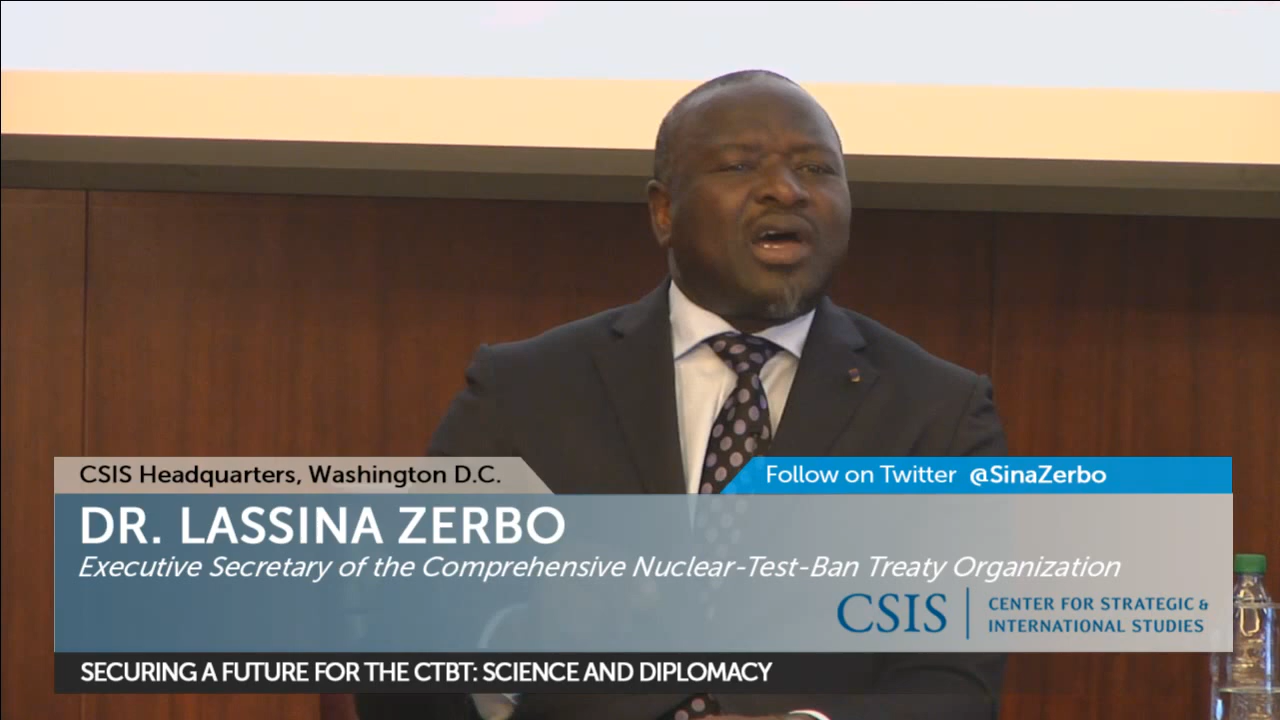 CSIS Headquarters, Washington D.C.
Follow on Twitter @SinaZerbo
DR. LASSINA ZERBO
Executive Secretary of the Comprehensive Nuclear-Test-Ban Treaty Organization
CSIS
CENTER FOR STRATEGIC &
INTERNATIONAL STUDIES
SECURING A FUTURE FOR THE CTBT: SCIENCE AND DIPLOMACY